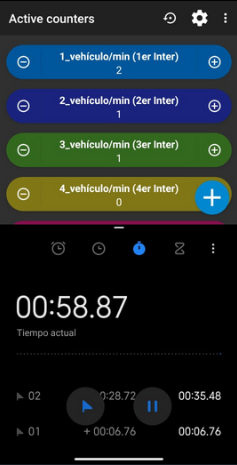 Active counters
1_vehículo/min (1er Inter)
2
2_vehículo/min (2er Inter)
1
3_vehículo/min (3er Inter)
1
4_vehículo/min (4er Inter)
0
00:58.87
Tiempo actual
02 0:28.72 00:35.48
01 + 00:06.76 00:06.76